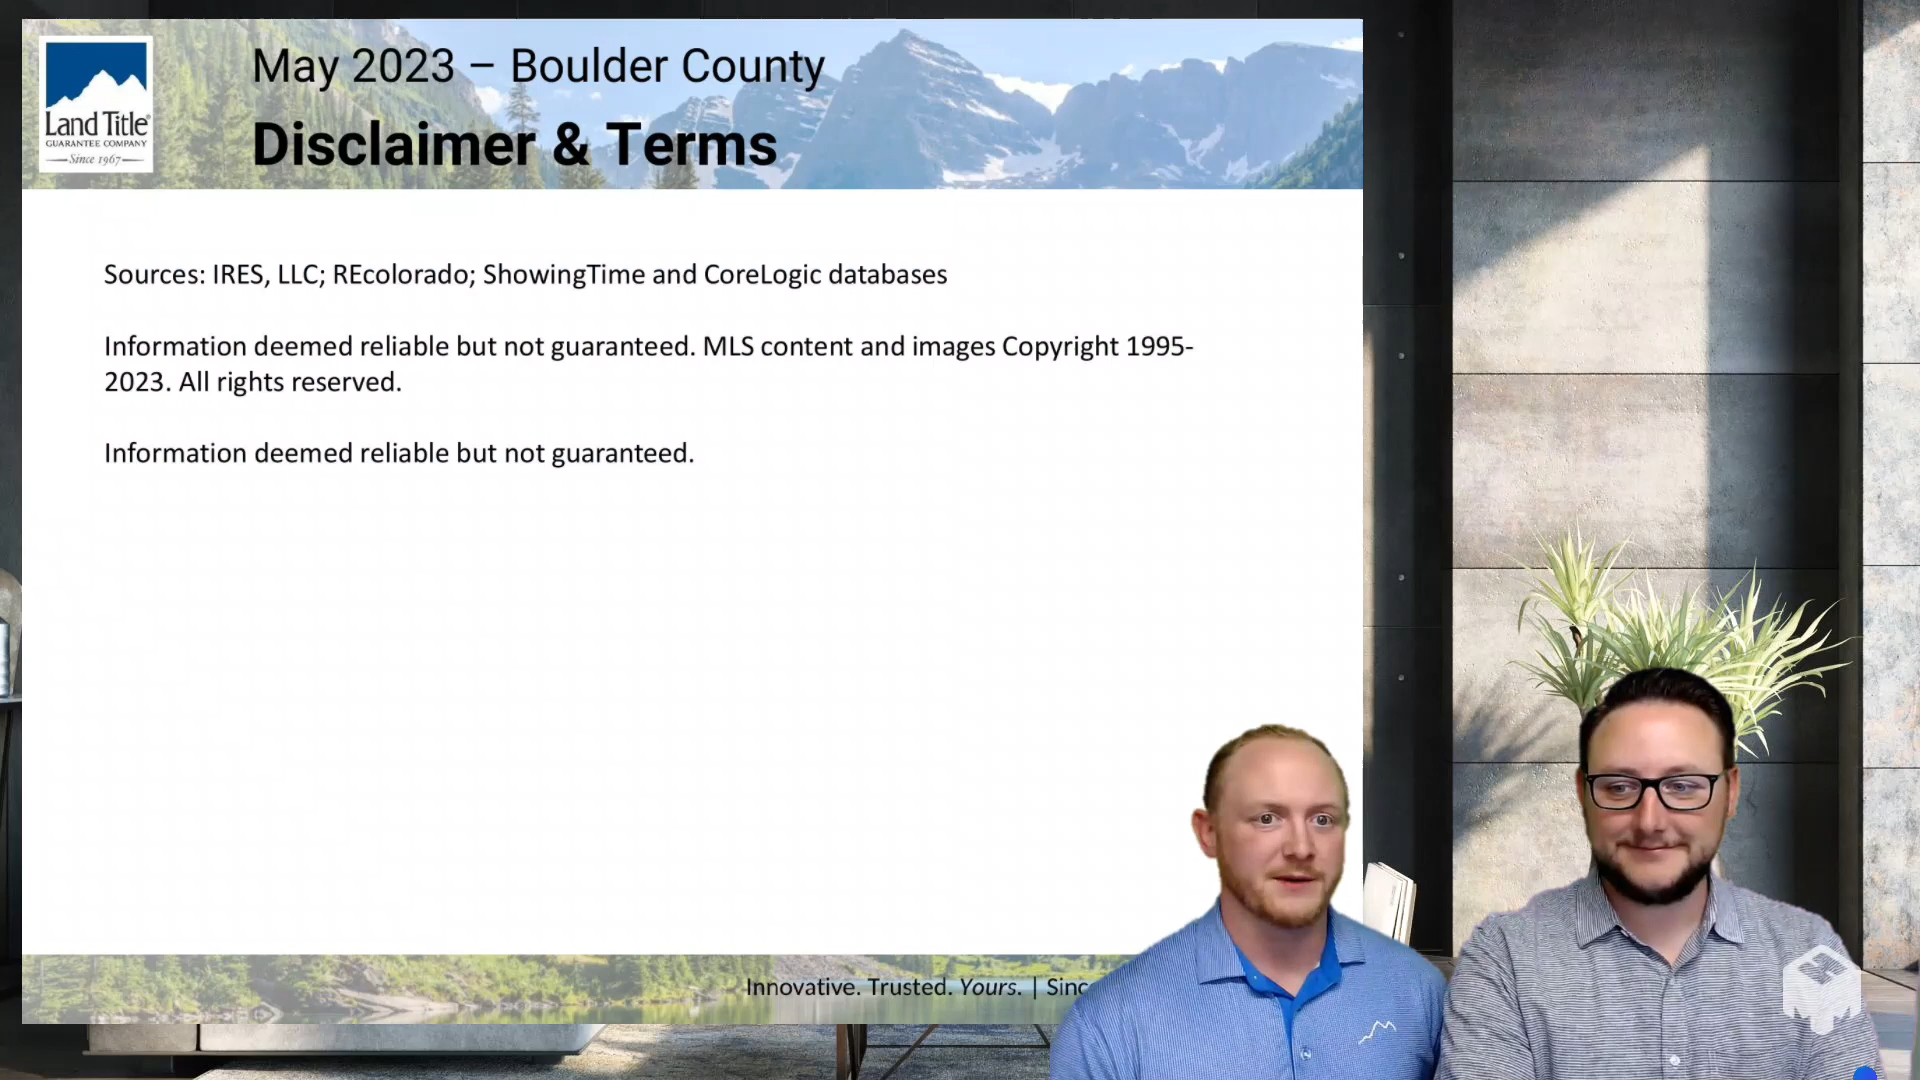 May 2023 – Boulder County
Disclaimer & Terms
Land Title®
GUARANTEE COMPANY
Since 1967
Sources: IRES, LLC; REcolorado; ShowingTime and CoreLogic databases
Information deemed reliable but not guaranteed. MLS content and images Copyright 1995-
2023. All rights reserved.
Information deemed reliable but not guaranteed.
Innovative. Trusted. Yours. |